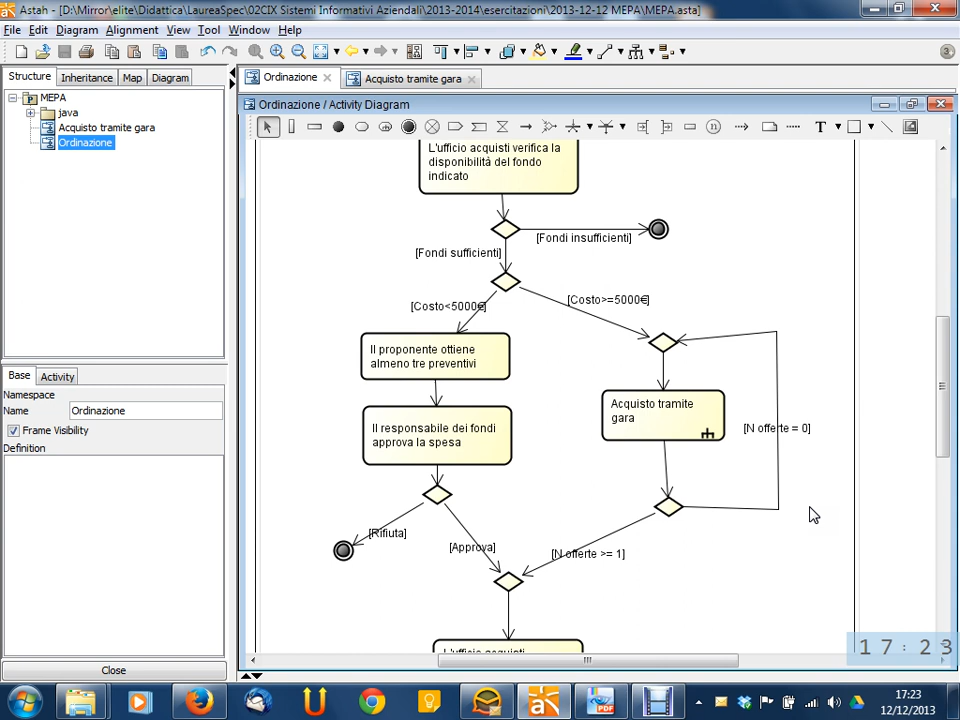 Astah - [D:\Mirror\elite\Didattica\LaureaSpec\02CIX Sistemi Informativi Aziendali\2013-2014\esercitazioni\2013-12-12 MEPA\MEPA.asta]
File Edit Diagram Alignment View Tool Window Help
Structure Inheritance Map Diagram
MEPA
java
Acquisto tramite gara
Ordinazione
Base Activity
Namespace
Name Ordinazione
Frame Visibility
Definition
Close
Ordinazione Acquisto tramite gara
Ordinazione / Activity Diagram
L'ufficio acquisti verifica la
disponibilità del fondo
indicato
[Fondi insufficienti]
[Fondi sufficienti]
[Costo<5000€]
[Costo>=5000€]
Il proponente ottiene
almeno tre preventivi
Acquisto tramite
gara
Il responsabile dei fondi
approva la spesa
[N offerte = 0]
[Rifiuta]
[Approva]
[N offerte >= 1]
L'ufficio acquisti
17:23
PDF
17:23
12/12/2013